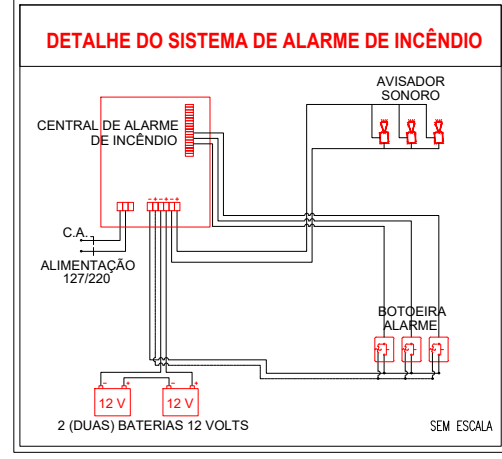 DETALHE DO SISTEMA DE ALARME DE INCÊNDIO
AVISADOR
SONORO
CENTRAL DE ALARME
DE INCÊNDIO
- + - + - +
C.A.
ALIMENTAÇÃO
127/220
BOTOEIRA
ALARME
- + - +
12 V 12 V
2 (DUAS) BATERIAS 12 VOLTS
SEM ESCALA